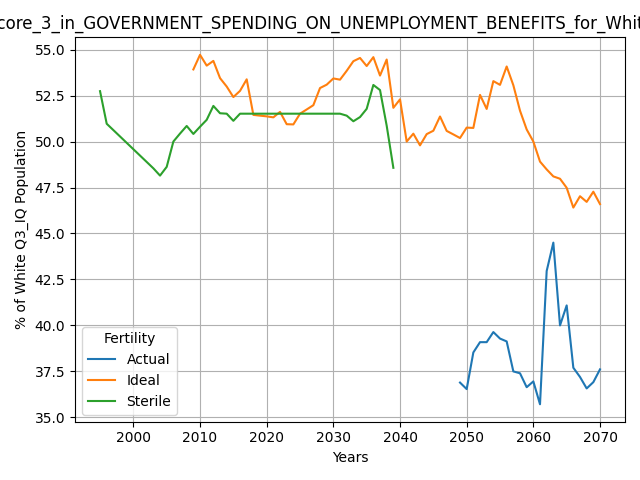 core_3_in_GOVERNMENT_SPENDING_ON_UNEMPLOYMENT_BENEFITS_for_Whit
% of White Q3_IQ Population
55.0
52.5
50.0
47.5
45.0
42.5
40.0
37.5
35.0
Fertility
Actual
Ideal
Sterile
2000 2010 2020 2030 2040 2050 2060 2070
Years